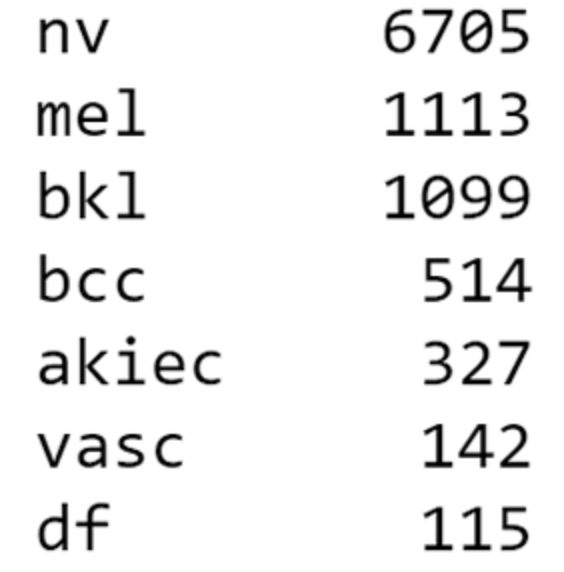 nv 6705
mel 1113
bkl 1099
bcc 514
akiec 327
vasc 142
df 115